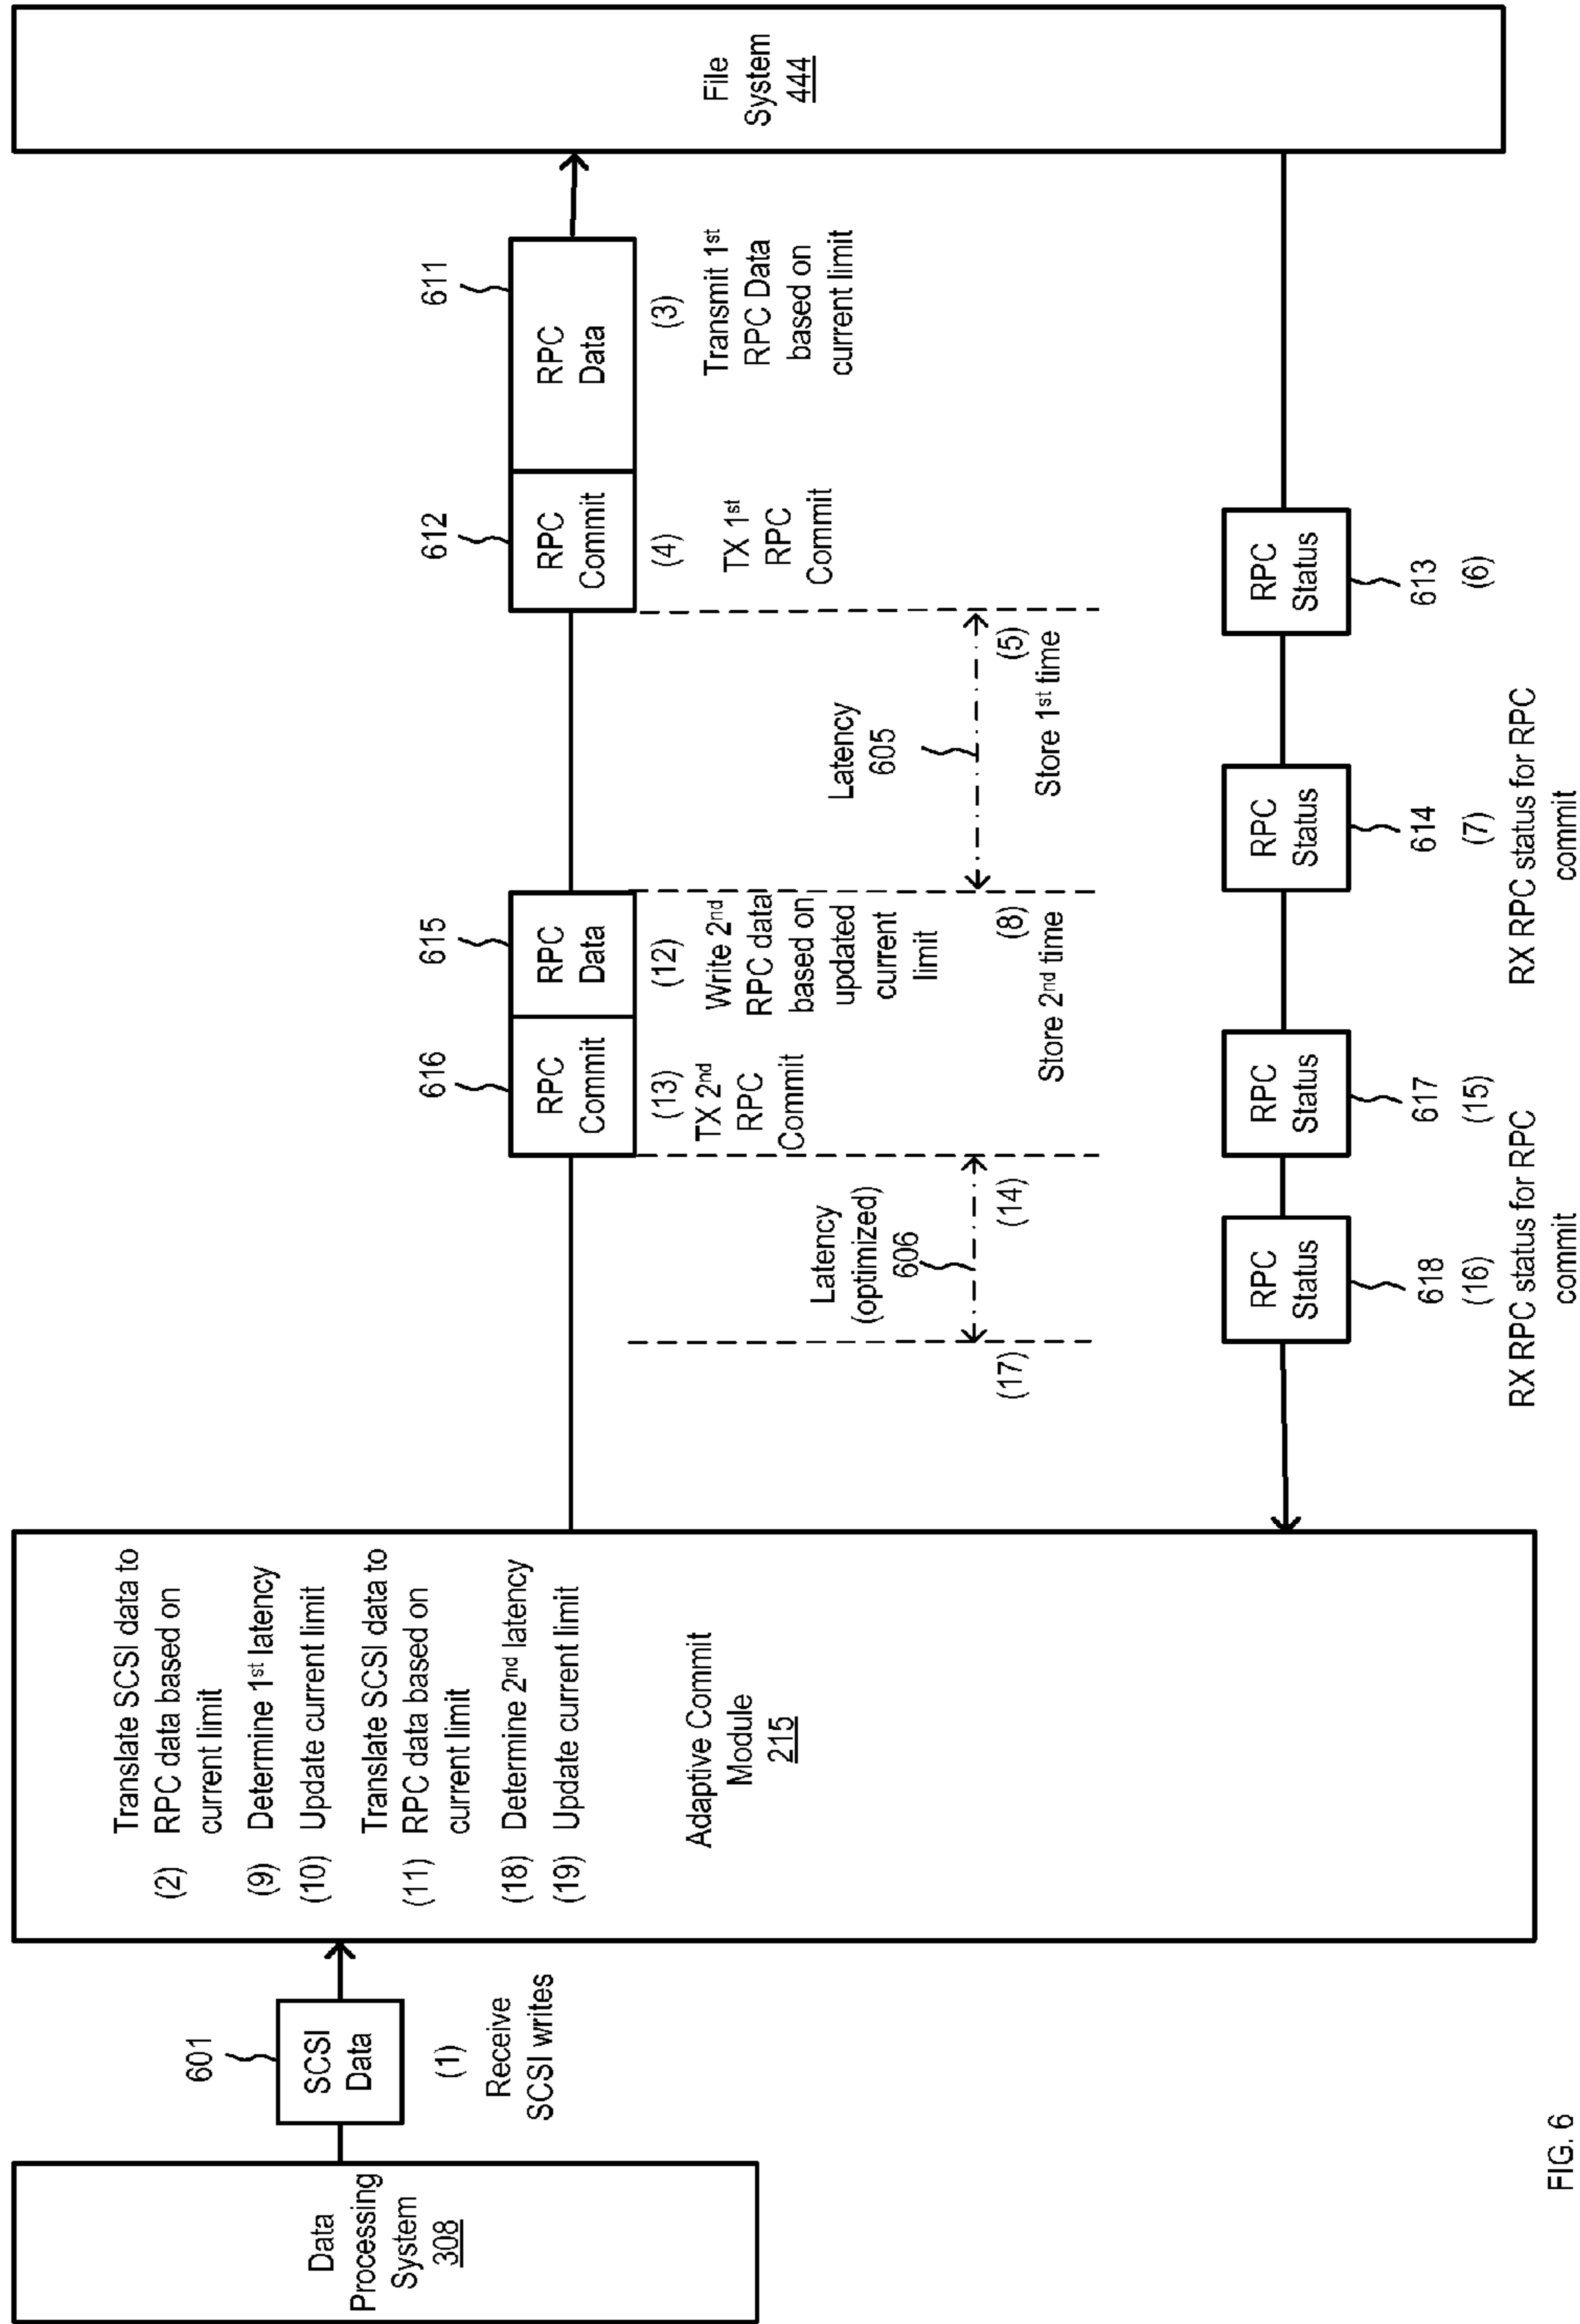 Data
Processing
System
308
601
SCSI
Data
(1)
Receive
SCSI writes
Translate SCSI data to
(2) RPC data based on
current limit
(9) Determine 1st latency
(10) Update current limit
Translate SCSI data to
(11) RPC data based on
current limit
(18) Determine 2nd latency
(19) Update current limit
Adaptive Commit
Module
215
616
RPC
Commit
(13)
TX 2nd
RPC
Commit
615
RPC
Data
(12)
Write 2nd
RPC data
based on
updated
current
limit
612
RPC
Commit
(4)
TX 1st
RPC
Commit
611
RPC
Data
(3)
Transmit 1st
RPC Data
based on
current limit
Latency
(optimized)
606
(17)
(14)
Latency
605
(8)
Store 2nd time
(5)
Store 1st time
RPC
Status
618
(16)
RX RPC status for RPC
commit
RPC
Status
617
(15)
RPC
Status
614
(7)
RX RPC status for RPC
commit
RPC
Status
613
(6)
File
System
444
FIG. 6